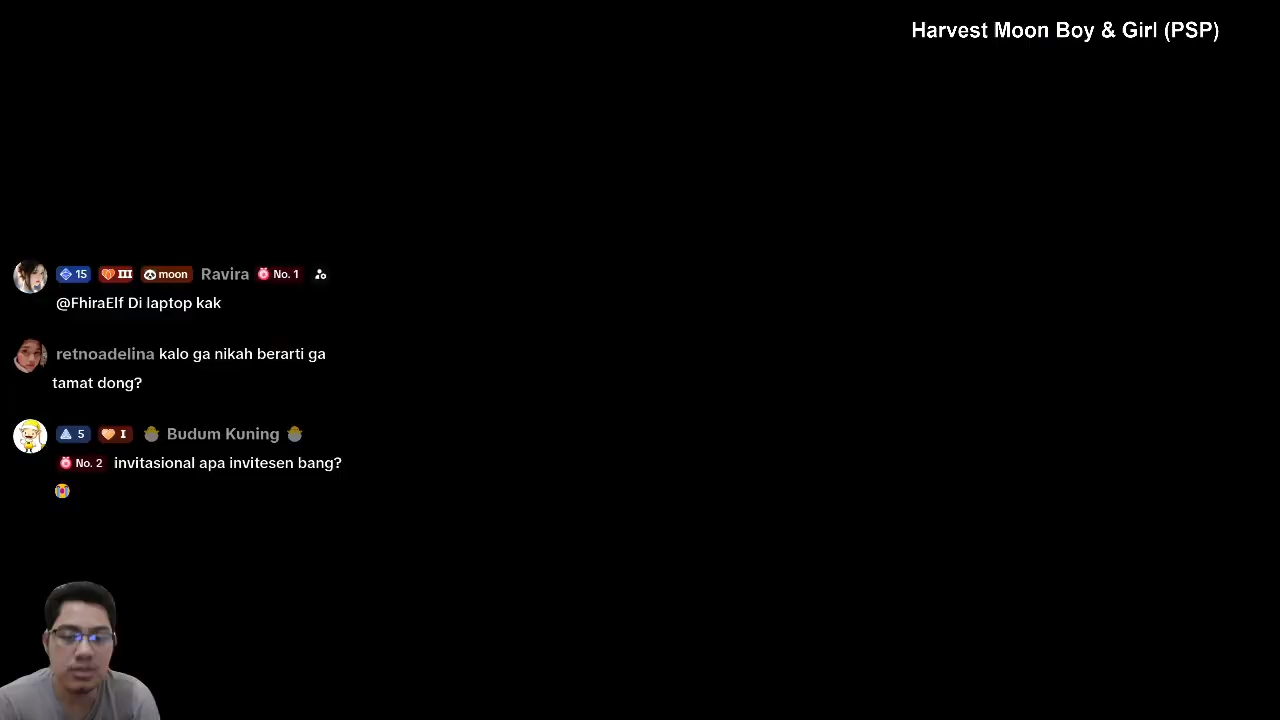 Harvest Moon Boy & Girl (PSP)
15 III moon Ravira No. 1
@FhiraElf Di laptop kak
retnoadelina kalo ga nikah berarti ga
tamat dong?
5 I Budum Kuning
No. 2 invitasional apa invitesen bang?